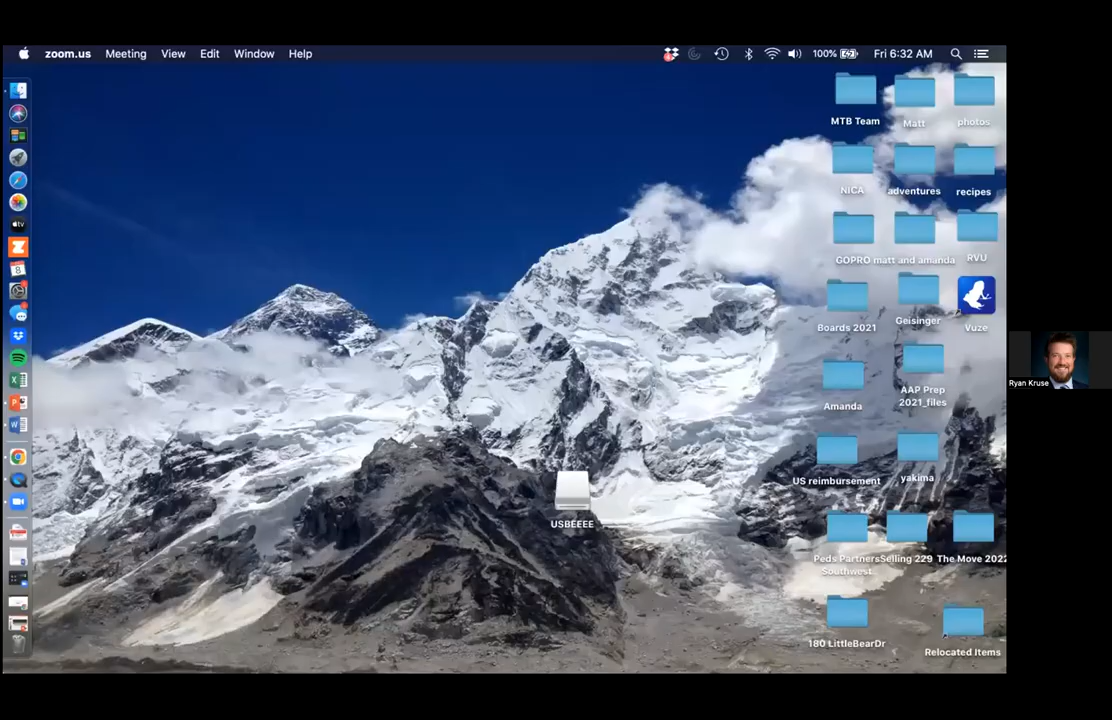 zoom.us Meeting View Edit Window Help 100% Fri 6:32 AM
MTB Team Matt photos
NICA adventures recipes
GOPRO matt and amanda RVU
Boards 2021 Geisinger Vuze
Amanda AAP Prep
2021_files
US reimbursement yakima
USBEEEE
Peds Partners Selling 229 The Move 2022
Southwest
180 LittleBearDr Relocated Items
Ryan Kruse
tv
8